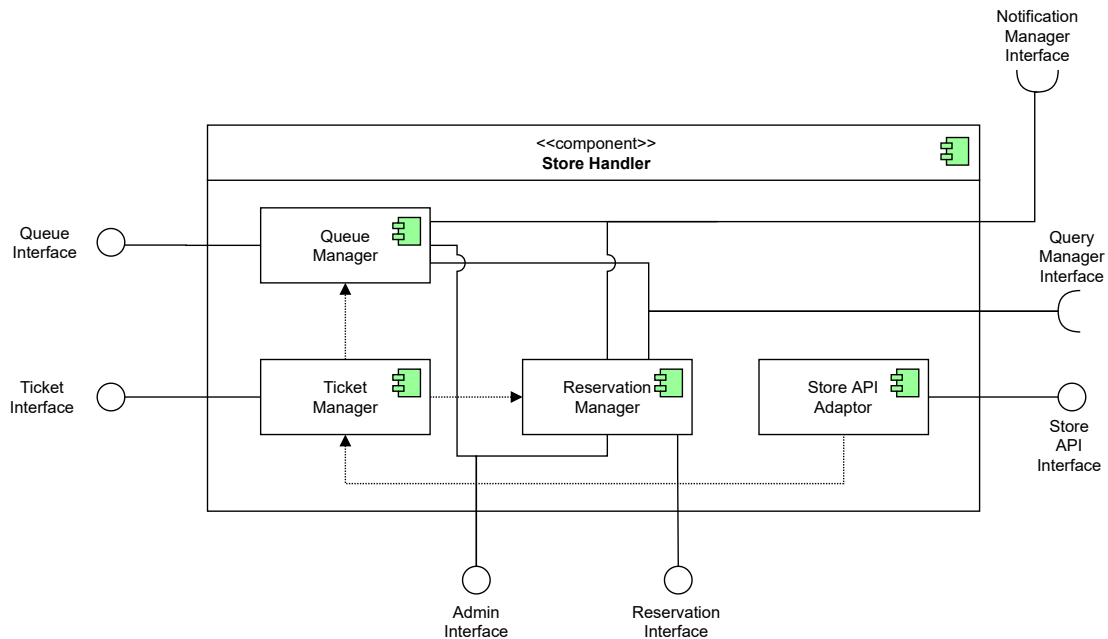 Notification
Manager
Interface
<<component>>
Store Handler
Queue
Interface
Queue
Manager
Query
Manager
Interface
Ticket
Interface
Ticket
Manager
Reservation
Manager
Store API
Adaptor
Store
API
Interface
Admin
Interface
Reservation
Interface